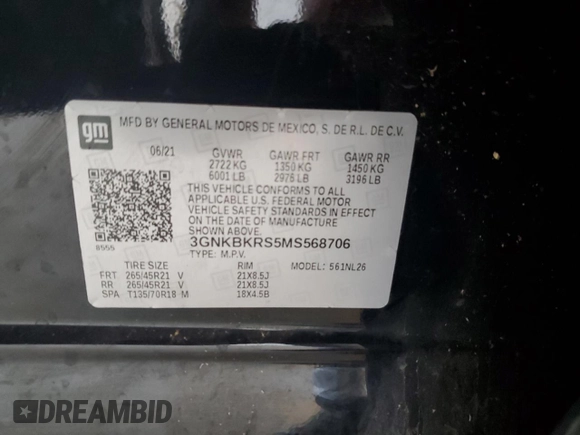 gm
MFD BY GENERAL MOTORS DE MEXICO, S. DE R.L. DE C.V.
06/21 GVWR GAWR FRT GAWR RR
2722 KG 1350 KG 1450 KG
6001 LB 2976 LB 3196 LB
THIS VEHICLE CONFORMS TO ALL
APPLICABLE U.S. FEDERAL MOTOR
VEHICLE SAFETY STANDARDS IN
EFFECT ON THE DATE OF MANUFACTURE
SHOWN ABOVE.
3GNKBKRS5MS568706
8555 TYPE: M.P.V.
TIRE SIZE RIM MODEL: 561NL26
FRT 265/45R21 V 21X8.5J
RR 265/45R21 V 21X8.5J
SPA T135/70R18 M 18X4.5B
DREAMBID